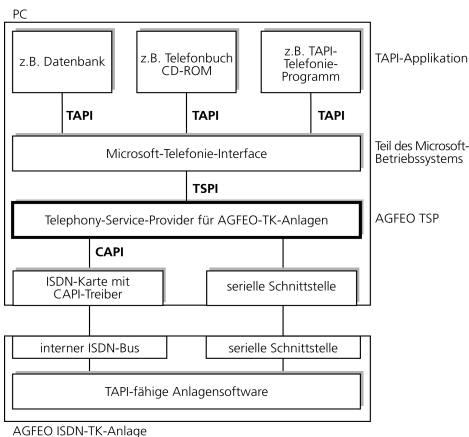 PC
z.B. Datenbank
z.B. Telefonbuch
CD-ROM
z.B. TAPI-
Telefonie-
Programm
TAPI-Applikation
TAPI
TAPI
TAPI
Microsoft-Telefonie-Interface
Teil des Microsoft-
Betriebssystems
TSPI
Telephony-Service-Provider für AGFEO-TK-Anlagen
AGFEO TSP
CAPI
ISDN-Karte mit
CAPI-Treiber
serielle Schnittstelle
interner ISDN-Bus
serielle Schnittstelle
TAPI-fähige Anlagensoftware
AGFEO ISDN-TK-Anlage